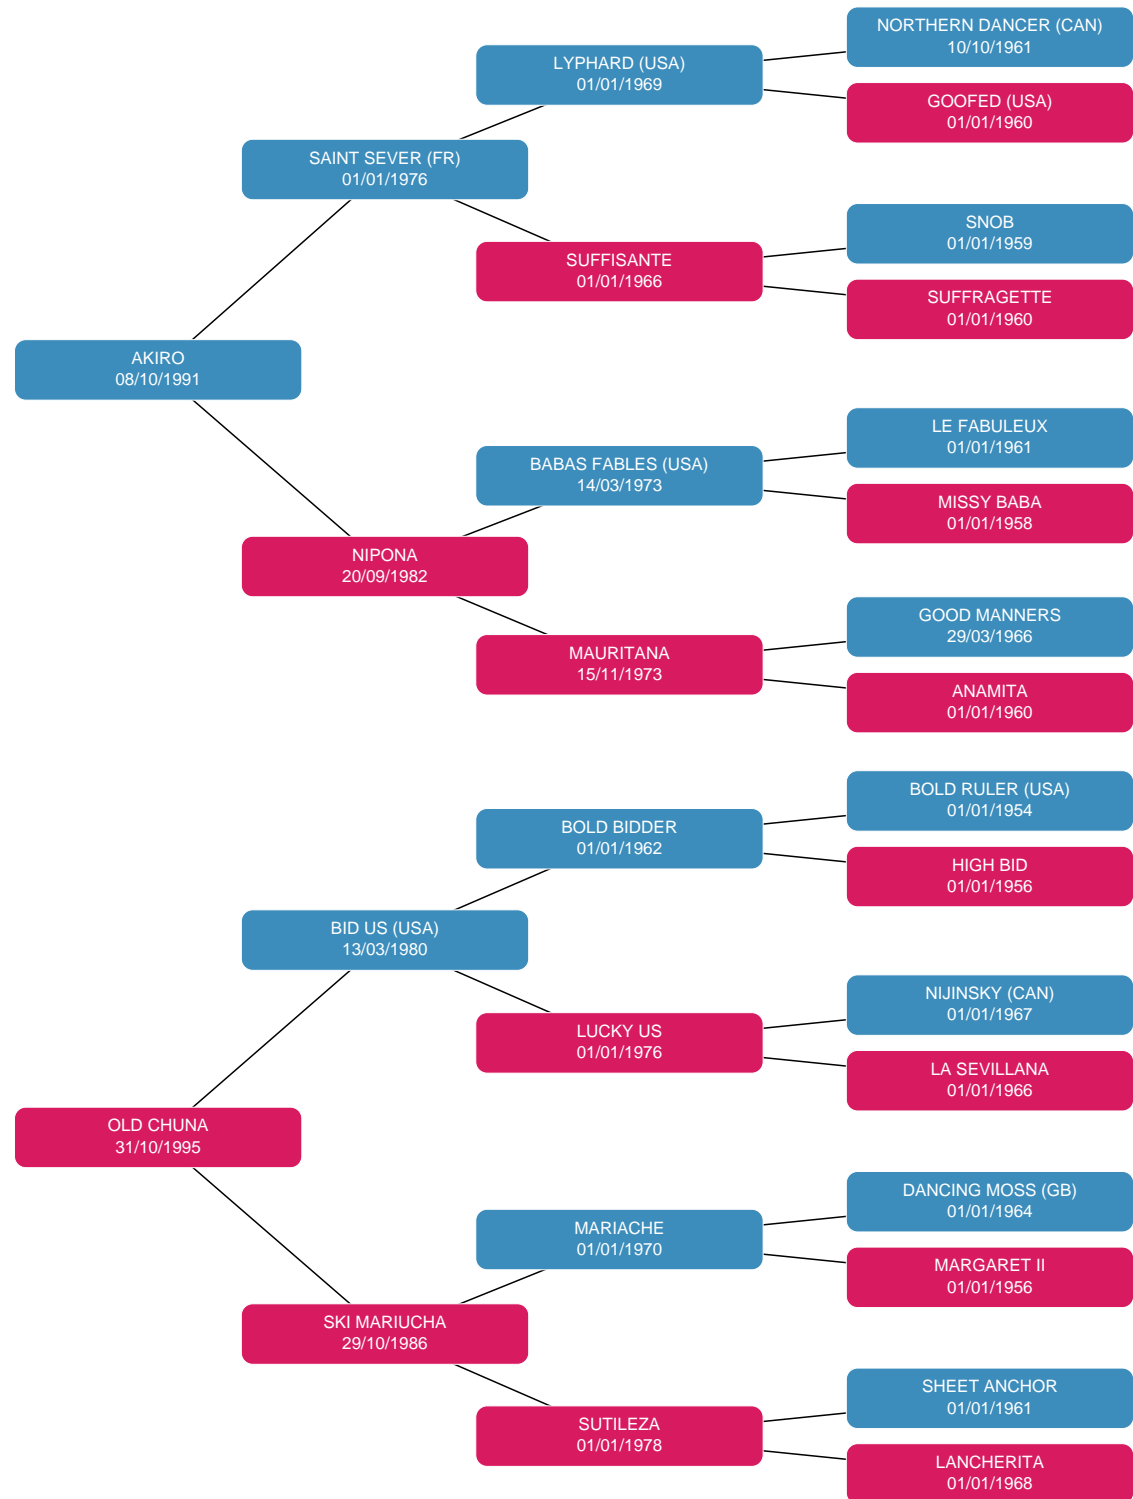 NORTHERN DANCER (CAN)
10/10/1961
LYPHARD (USA)
01/01/1969
GOOFED (USA)
01/01/1960
SAINT SEVER (FR)
01/01/1976
SNOB
01/01/1959
SUFFISANTE
01/01/1966
SUFFRAGETTE
01/01/1960
AKIRO
08/10/1991
LE FABULEUX
01/01/1961
BABAS FABLES (USA)
14/03/1973
MISSY BABA
01/01/1958
NIPONA
20/09/1982
GOOD MANNERS
29/03/1966
MAURITANA
15/11/1973
ANAMITA
01/01/1960
BOLD RULER (USA)
01/01/1954
BOLD BIDDER
01/01/1962
HIGH BID
01/01/1956
BID US (USA)
13/03/1980
NIJINSKY (CAN)
01/01/1967
LUCKY US
01/01/1976
LA SEVILLANA
01/01/1966
OLD CHUNA
31/10/1995
DANCING MOSS (GB)
01/01/1964
MARIACHE
01/01/1970
MARGARET II
01/01/1956
SKI MARIUCHA
29/10/1986
SHEET ANCHOR
01/01/1961
SUTILEZA
01/01/1978
LANCHERITA
01/01/1968